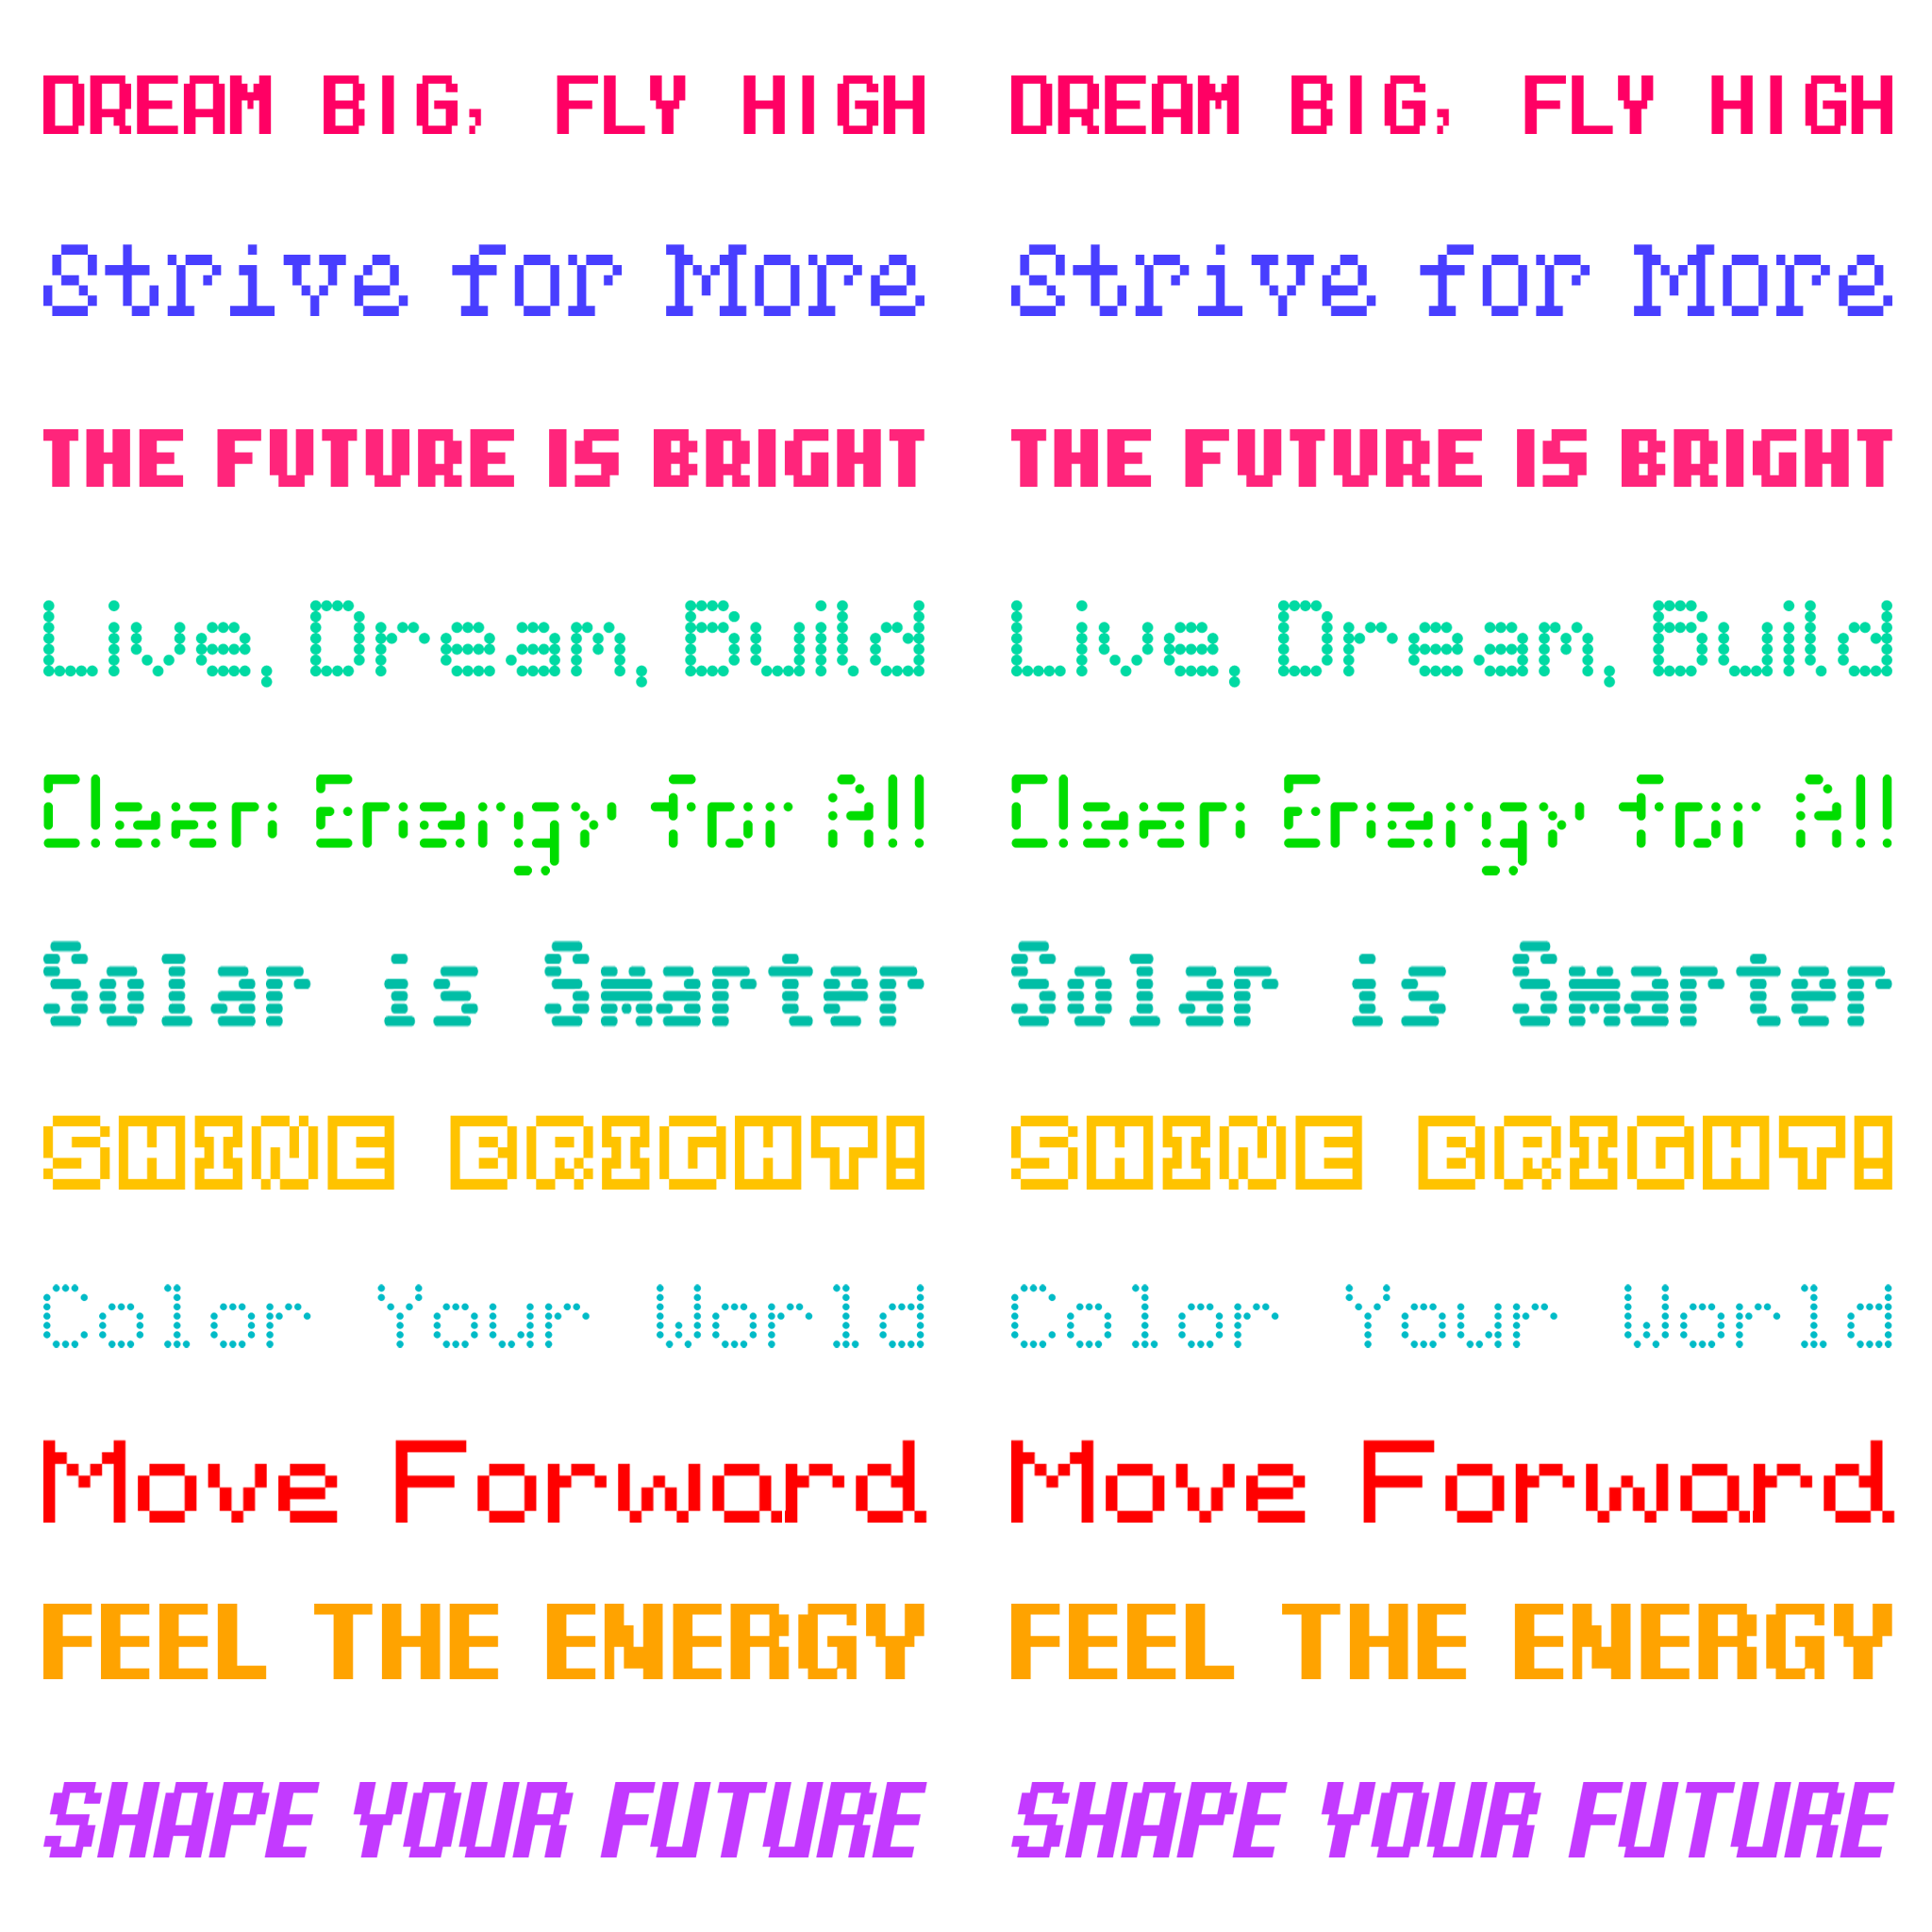 DREAM BIG, FLY HIGH DREAM BIG, FLY HIGH
Strive for More Strive for More
THE FUTURE IS BRIGHT THE FUTURE IS BRIGHT
Live, Dream, Build Live, Dream, Build
Clean Energy for All Clean Energy for All
Solar is Smarter Solar is Smarter
SHINE BRIGHT! SHINE BRIGHT!
Color Your World Color Your World
Move Forward. Move Forward.
FEEL THE ENERGY FEEL THE ENERGY
SHAPE YOUR FUTURE SHAPE YOUR FUTURE